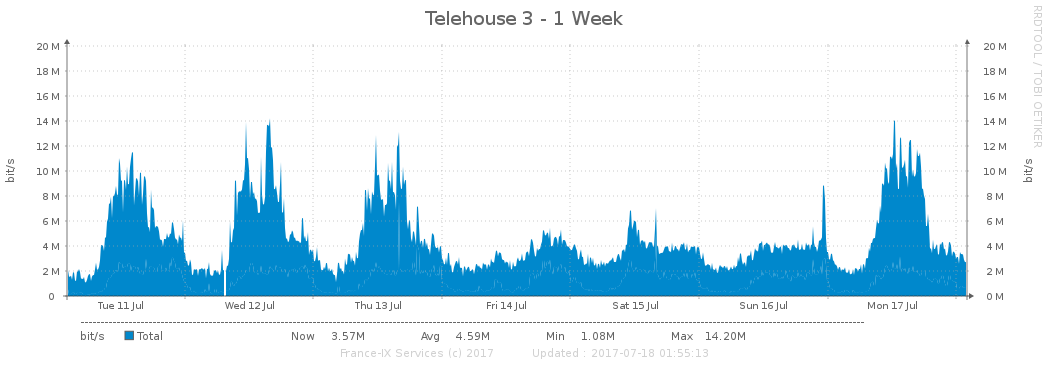 Telehouse 3 - 1 Week
RRDTOOL / TOBI OETIKER
bit/s
20 M 20 M
18 M 18 M
16 M 16 M
14 M 14 M
12 M 12 M
10 M 10 M
8 M 8 M
6 M 6 M
4 M 4 M
2 M 2 M
0 0 M
bit/s
Tue 11 Jul Wed 12 Jul Thu 13 Jul Fri 14 Jul Sat 15 Jul Sun 16 Jul Mon 17 Jul
bit/s Total Now 3.57M Avg 4.59M Min 1.08M Max 14.20M
France-IX Services (c) 2017 Updated : 2017-07-18 01:55:13